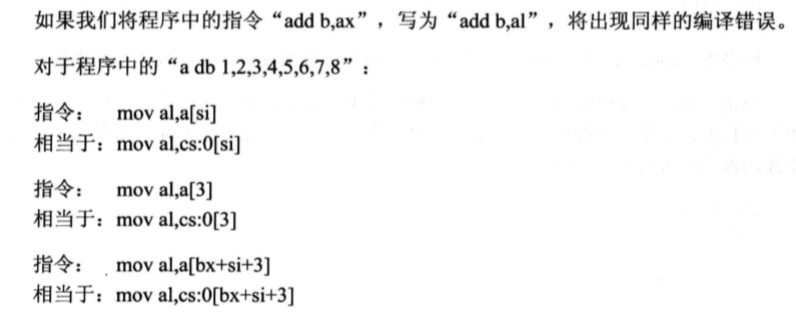 如果我们将程序中的指令“add b,ax”，写为“add b,al”，将出现同样的编译错误。
对于程序中的“a db 1,2,3,4,5,6,7,8”：
指令： mov al,a[si]
相当于：mov al,cs:0[si]
指令： mov al,a[3]
相当于：mov al,cs:0[3]
指令： mov al,a[bx+si+3]
相当于：mov al,cs:0[bx+si+3]